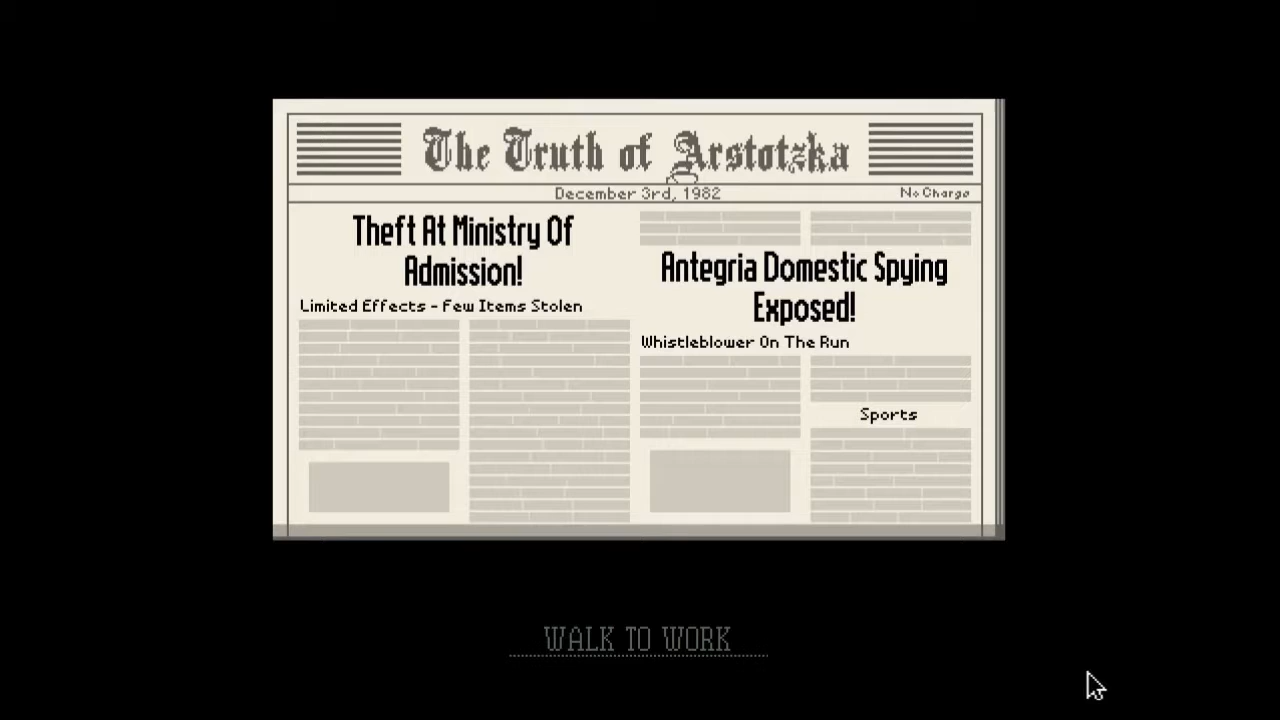 The Truth of Arstotzka
December 3rd, 1982
No Charge
Theft At Ministry Of
Admission!
Limited Effects - Few Items Stolen
Antegria Domestic Spying
Exposed!
Whistleblower On The Run
Sports
WALK TO WORK